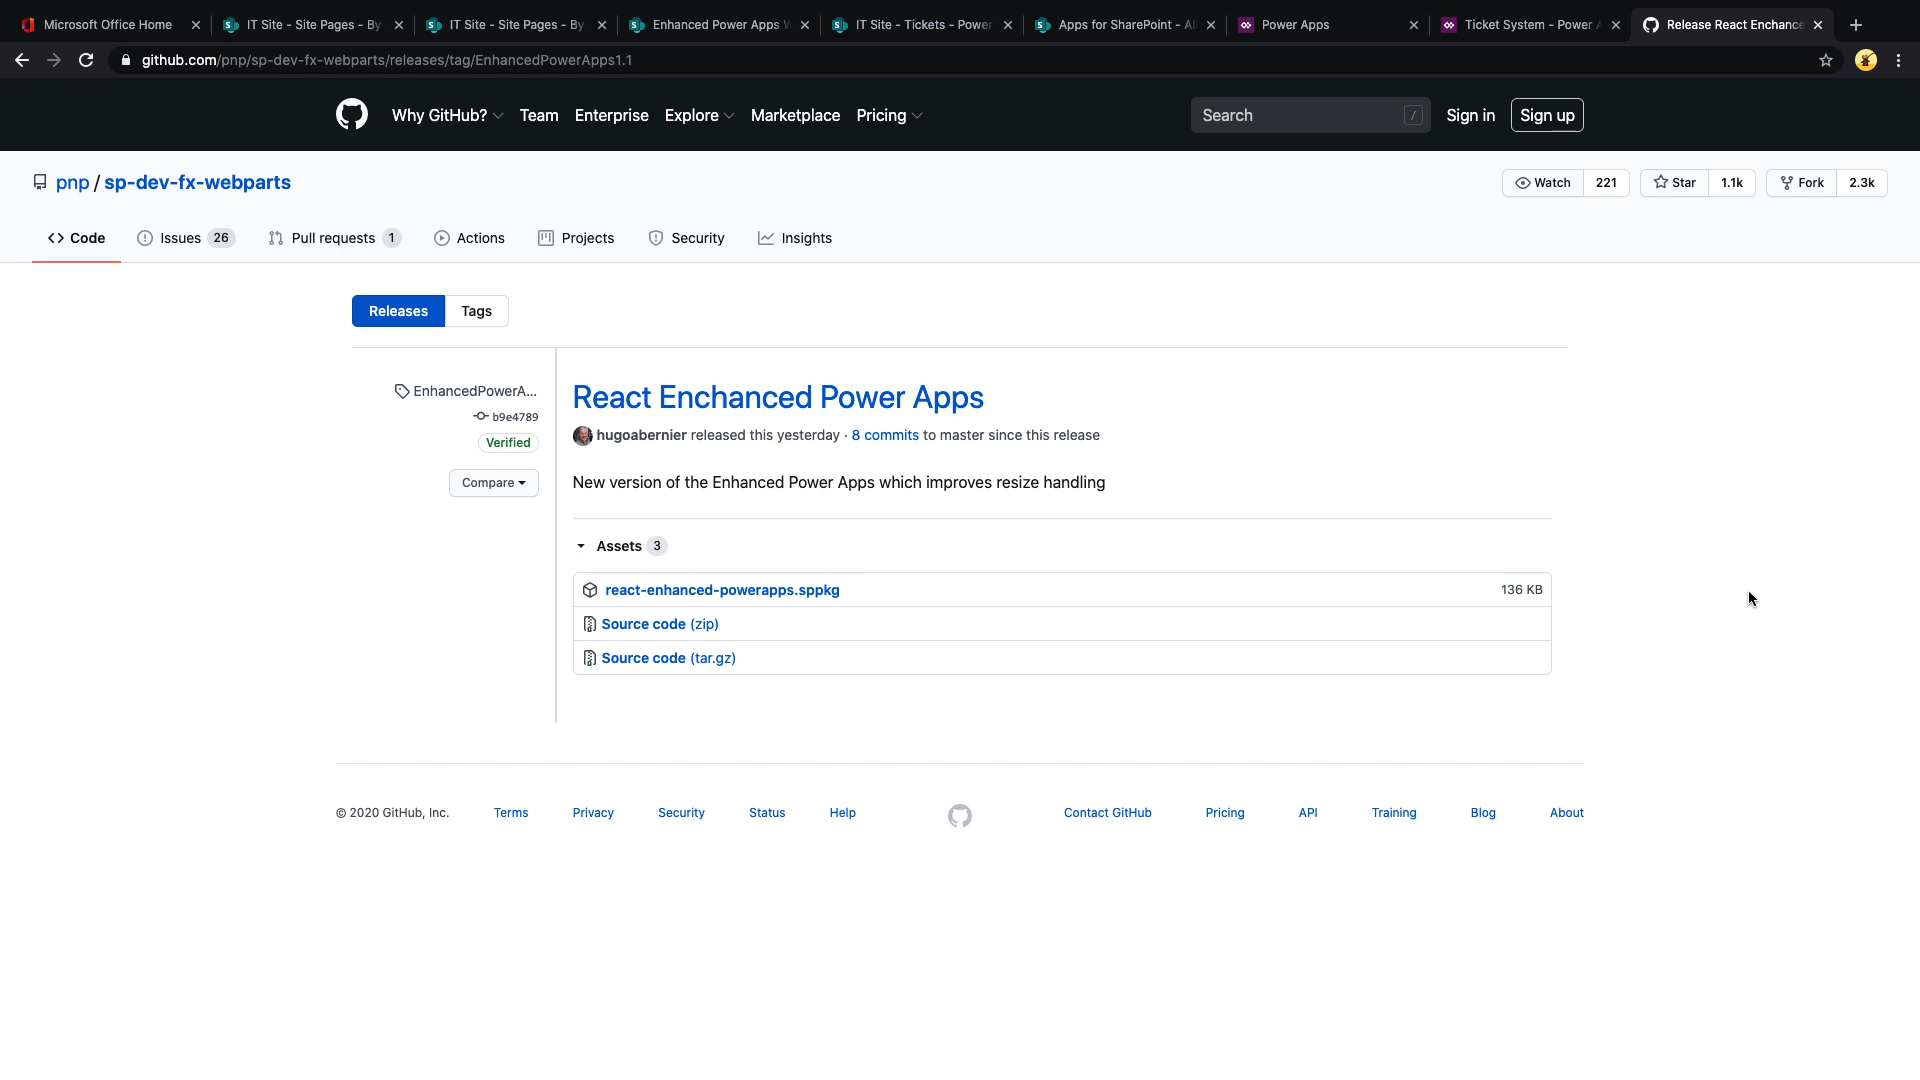 Microsoft Office Home
IT Site - Site Pages - By
IT Site - Site Pages - By
Enhanced Power Apps W
IT Site - Tickets - Power
Apps for SharePoint - All
Power Apps
Ticket System - Power A
Release React Enchance
github.com/pnp/sp-dev-fx-webparts/releases/tag/EnhancedPowerApps1.1
Why GitHub?
Team
Enterprise
Explore
Marketplace
Pricing
Search
/
Sign in
Sign up
pnp / sp-dev-fx-webparts
Watch 221
Star 1.1k
Fork 2.3k
Code
Issues 26
Pull requests 1
Actions
Projects
Security
Insights
Releases
Tags
EnhancedPowerA...
b9e4789
Verified
Compare
React Enchanced Power Apps
hugoabernier released this yesterday · 8 commits to master since this release
New version of the Enhanced Power Apps which improves resize handling
Assets 3
react-enhanced-powerapps.sppkg 136 KB
Source code (zip)
Source code (tar.gz)
© 2020 GitHub, Inc.
Terms
Privacy
Security
Status
Help
Contact GitHub
Pricing
API
Training
Blog
About